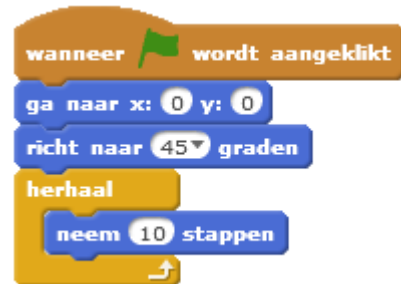 wanneer wordt aangeklikt
ga naar x: 0 y: 0
richt naar 45 graden
herhaal
neem 10 stappen